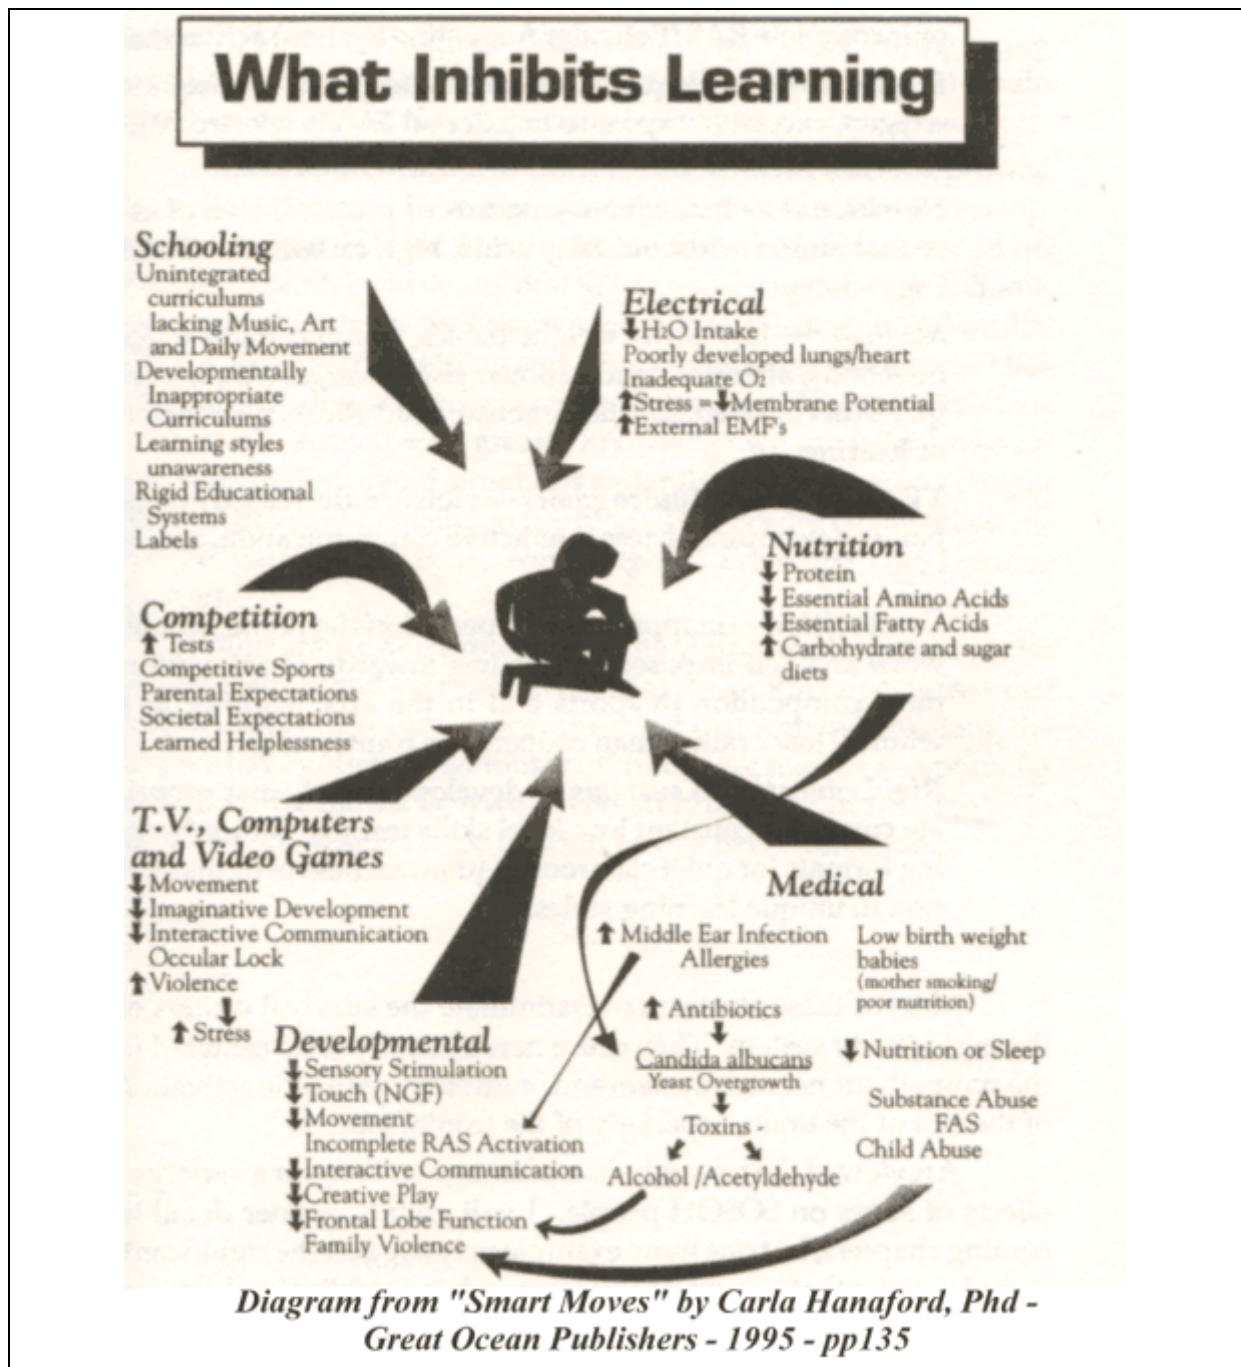 What Inhibits Learning
Schooling
Unintegrated
curriculums
lacking Music, Art
and Daily Movement
Developmentally
Inappropriate
Curriculums
Learning styles
unawareness
Rigid Educational
Systems
Labels
Electrical
⬇H2O Intake
Poorly developed lungs/heart
Inadequate O2
⬆Stress = ⬇Membrane Potential
⬆External EMF's
Nutrition
⬇Protein
⬇Essential Amino Acids
⬇Essential Fatty Acids
⬆Carbohydrate and sugar
diets
Competition
⬆ Tests
Competitive Sports
Parental Expectations
Societal Expectations
Learned Helplessness
T.V., Computers
and Video Games
⬇Movement
⬇Imaginative Development
⬇Interactive Communication
Occular Lock
⬆Violence
⬇
⬆Stress
Developmental
⬇Sensory Stimulation
⬇Touch (NGF)
⬇Movement
Incomplete RAS Activation
⬇Interactive Communication
⬇Creative Play
⬇Frontal Lobe Function
Family Violence
Medical
⬆ Middle Ear Infection
Allergies
Low birth weight
babies
(mother smoking/
poor nutrition)
⬆ Antibiotics
⬇
Candida albucans
Yeast Overgrowth
⬇
Toxins -
Alcohol /Acetyldehyde
⬇Nutrition or Sleep
Substance Abuse
FAS
Child Abuse
Diagram from "Smart Moves" by Carla Hanaford, Phd -
Great Ocean Publishers - 1995 - pp135